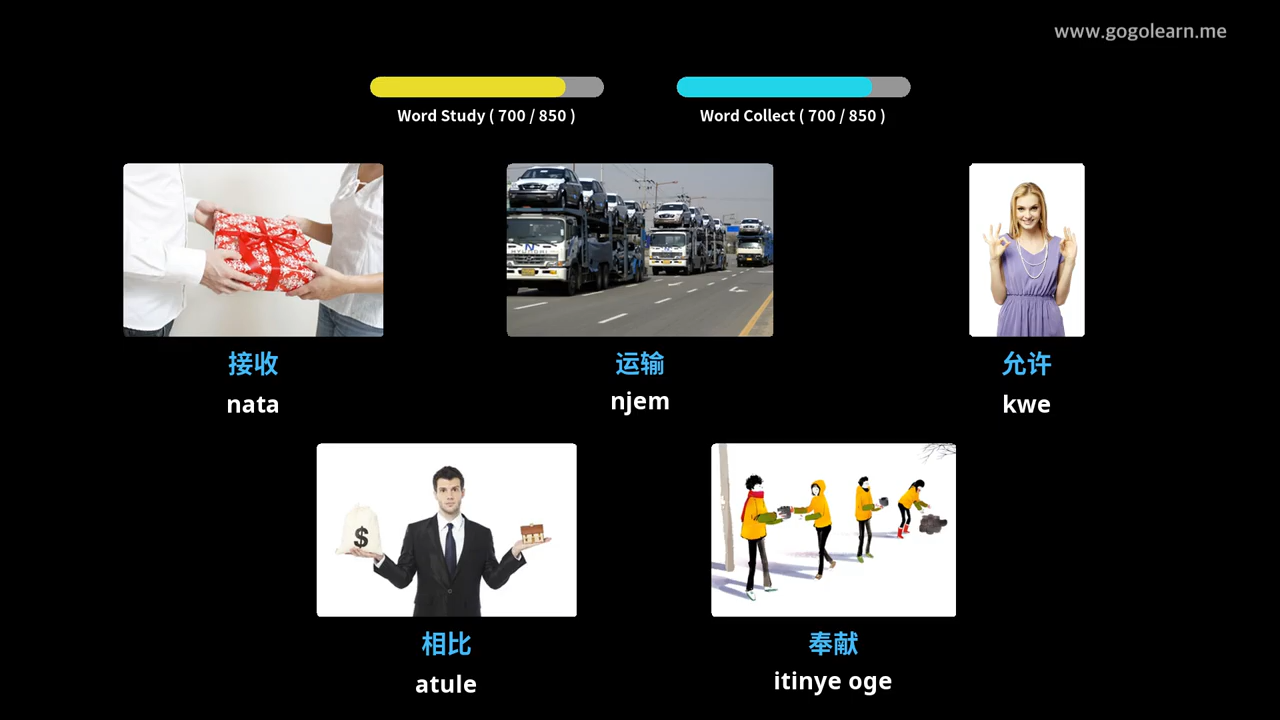 www.gogolearn.me
Word Study ( 700 / 850 )
Word Collect ( 700 / 850 )
接收
运输
允许
nata
njem
kwe
$
相比
奉献
atule
itinye oge